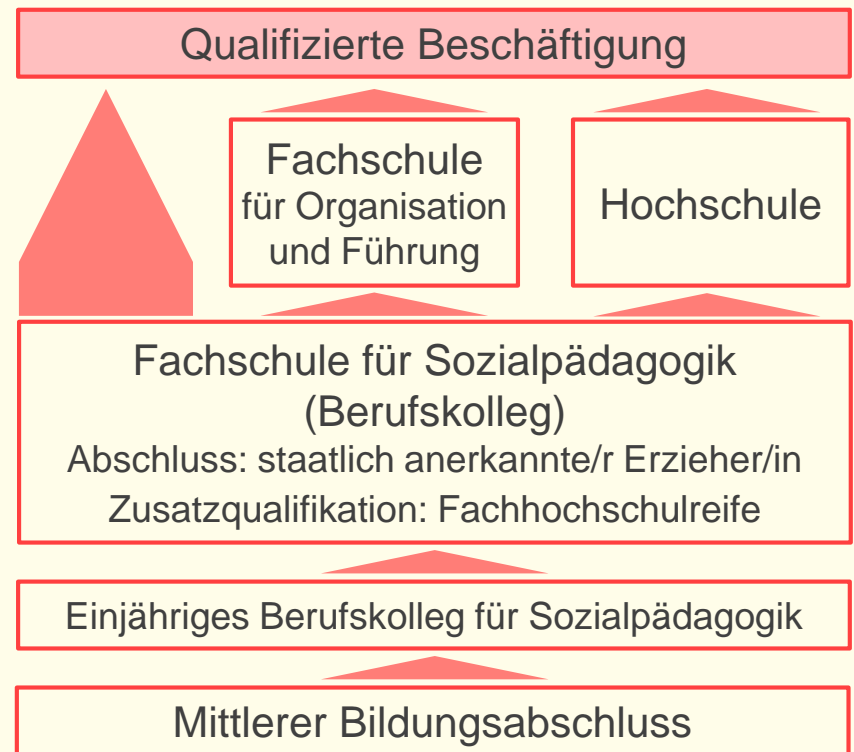 Qualifizierte Beschäftigung
Fachschule
für Organisation
und Führung
Hochschule
Fachschule für Sozialpädagogik
(Berufskolleg)
Abschluss: staatlich anerkannte/r Erzieher/in
Zusatzqualifikation: Fachhochschulreife
Einjähriges Berufskolleg für Sozialpädagogik
Mittlerer Bildungsabschluss